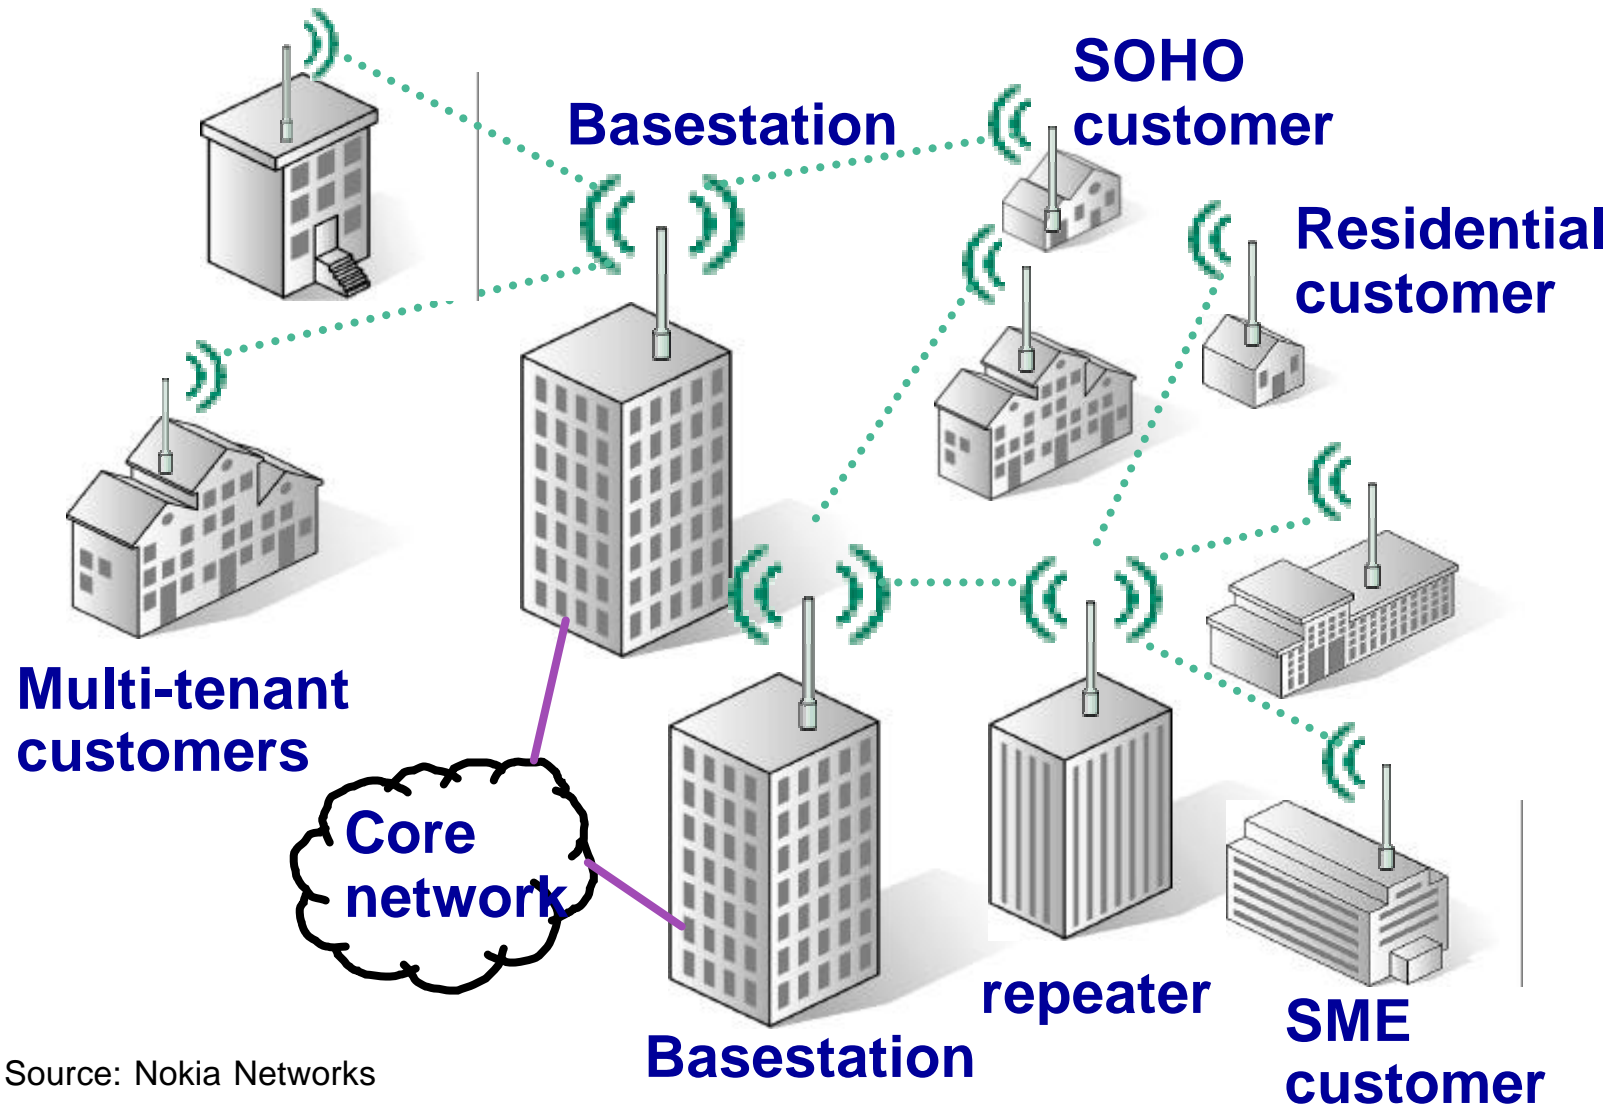 SOHO
customer
Basestation
Residential
customer
Multi-tenant
customers
Core
network
repeater
Basestation
SME
customer
Source: Nokia Networks